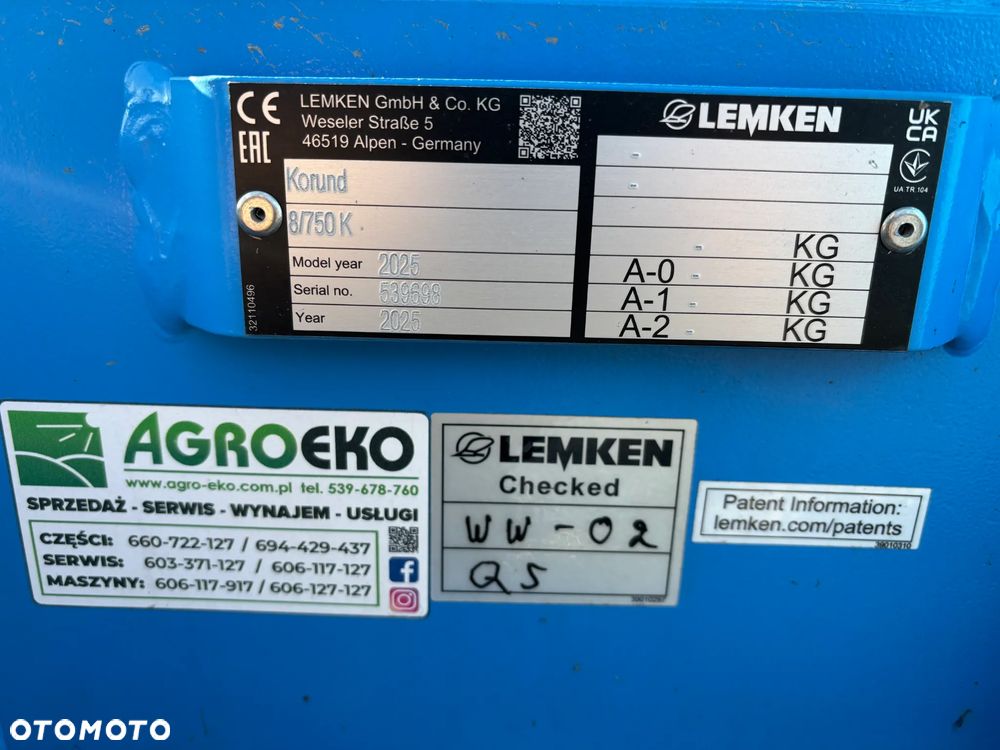 CE
EAC
LEMKEN GmbH & Co. KG
Weseler Straße 5
46519 Alpen - Germany
Korund
8/750 K
Model year 2025
Serial no. 539698
Year 2025
32110496
LEMKEN
-
-
- KG
A-0 - KG
A-1 - KG
A-2 - KG
UK
CA
UA TR 104
AGROEKO
www.agro-eko.com.pl tel. 539-678-760
SPRZEDAŻ - SERWIS - WYNAJEM - USŁUGI
CZĘŚCI: 660-722-127 / 694-429-437
SERWIS: 603-371-127 / 606-117-127
MASZYNY: 606-117-917 / 606-127-127
LEMKEN
Checked
WW-02
QS
39010287
Patent Information:
lemken.com/patents
39010310
OTOMOTO